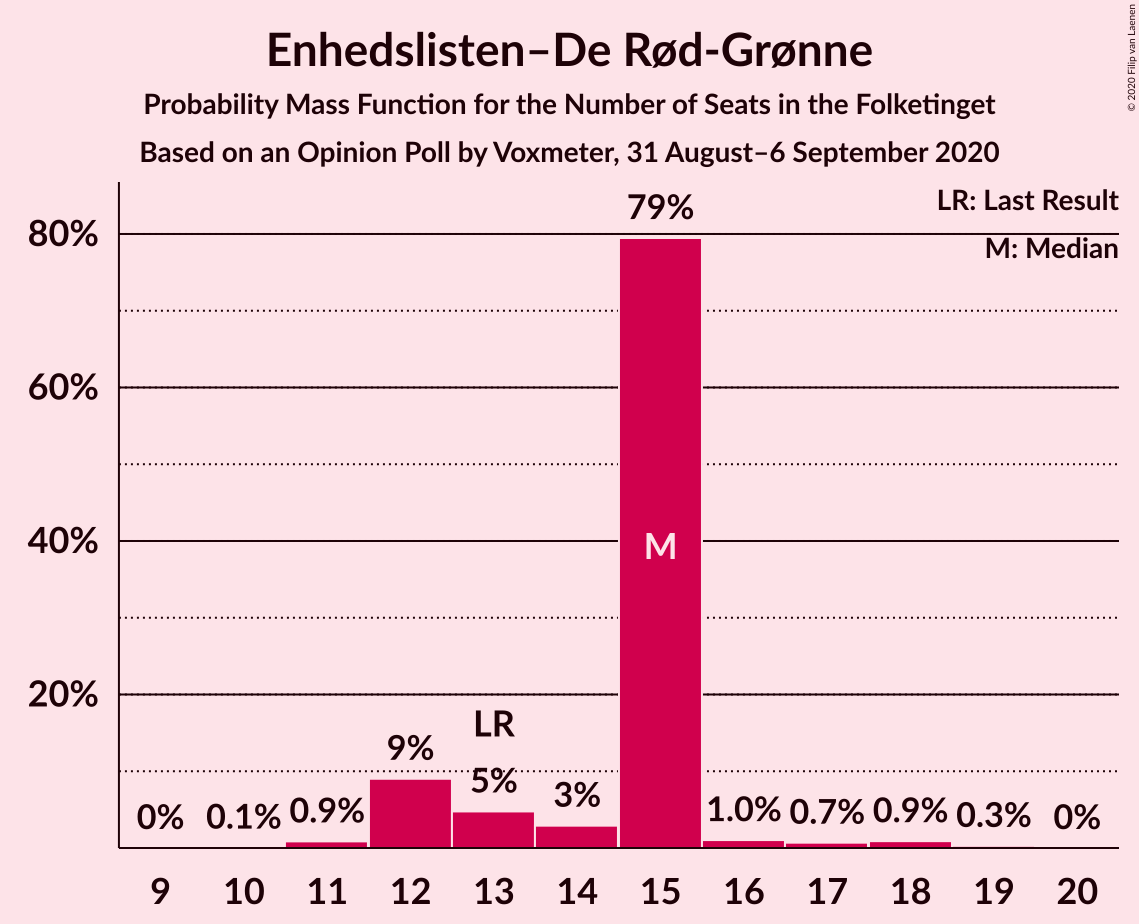 Enhedslisten–De Rød-Grønne
Probability Mass Function for the Number of Seats in the Folketinget
Based on an Opinion Poll by Voxmeter, 31 August–6 September 2020
© 2020 Filip van Laenen
LR: Last Result
M: Median
80%
60%
40%
20%
0%
0.1%
0.9%
9%
LR
5%
3%
79%
M
1.0%
0.7%
0.9%
0.3%
0%
9 10 11 12 13 14 15 16 17 18 19 20